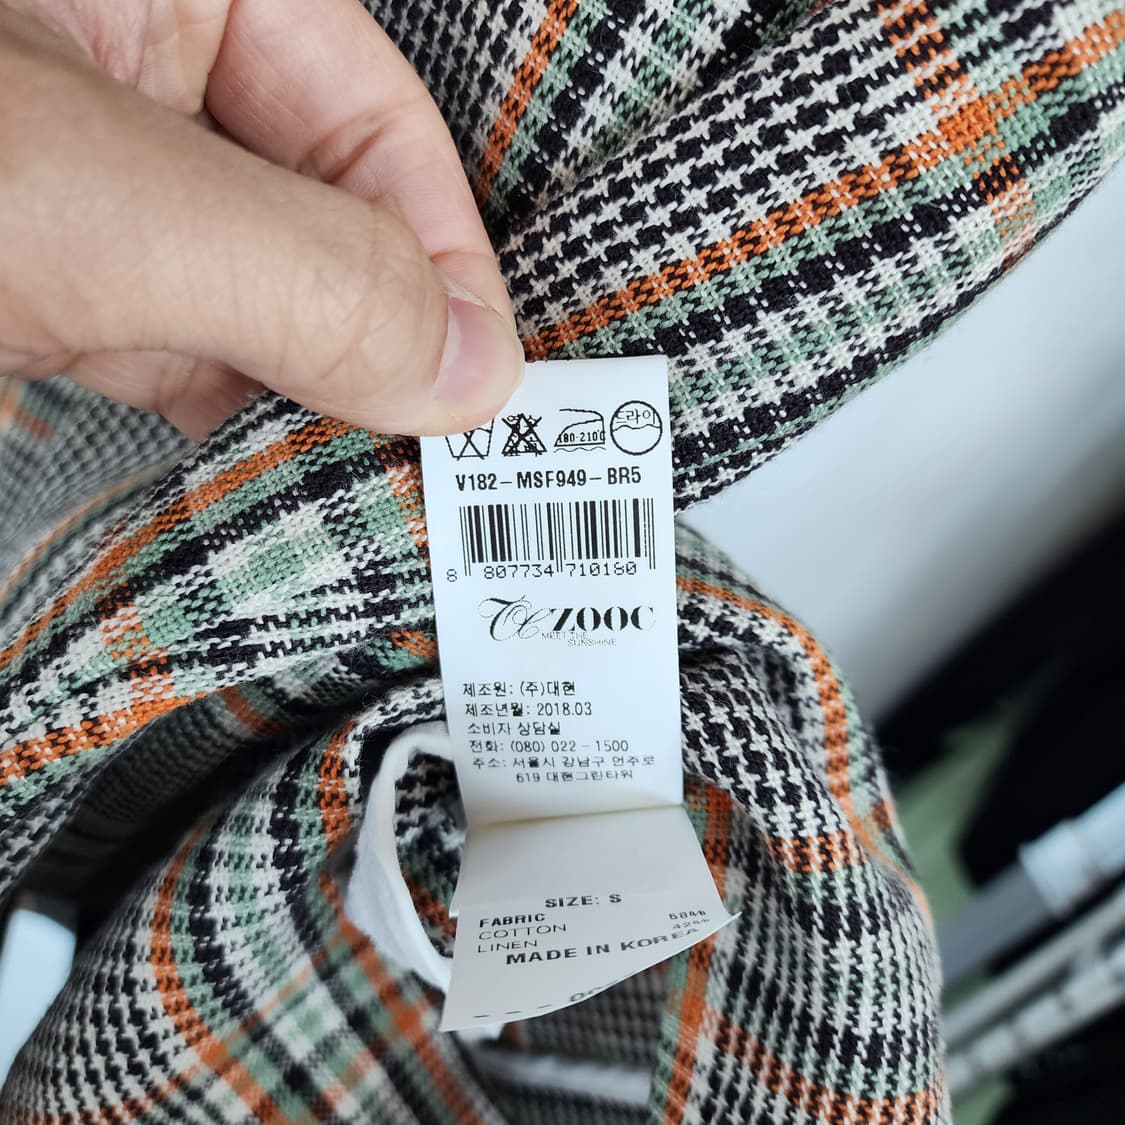 드라이
180-210℃
V182-MSF949-BR5
8 807734 710180
ZOOC
MEET THE
SUNSHINE
제조원: (주)대현
제조년월: 2018.03
소비자 상담실
전화: (080) 022-1500
주소: 서울시 강남구 언주로
619 대현그린타워
SIZE: S
FABRIC
COTTON 58%
LINEN 42%
MADE IN KOREA